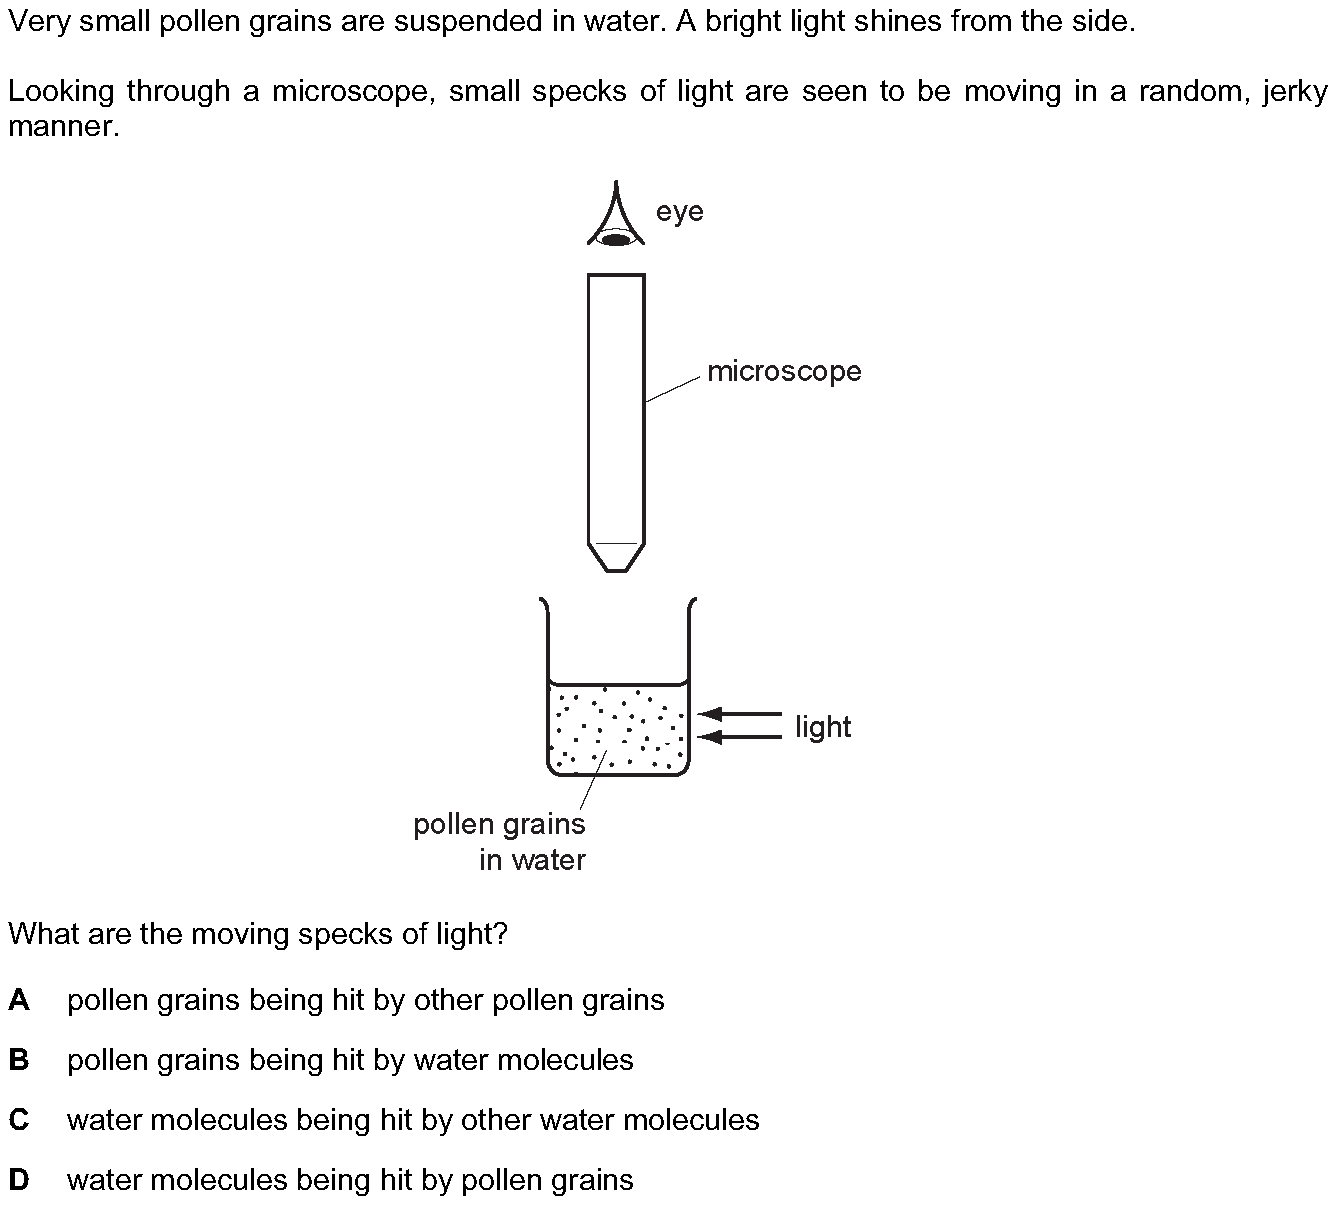 Very small pollen grains are suspended in water. A bright light shines from the side.
Looking through a microscope, small specks of light are seen to be moving in a random, jerky
manner.
eye
microscope
light
pollen grains
in water
What are the moving specks of light?
A pollen grains being hit by other pollen grains
B pollen grains being hit by water molecules
C water molecules being hit by other water molecules
D water molecules being hit by pollen grains